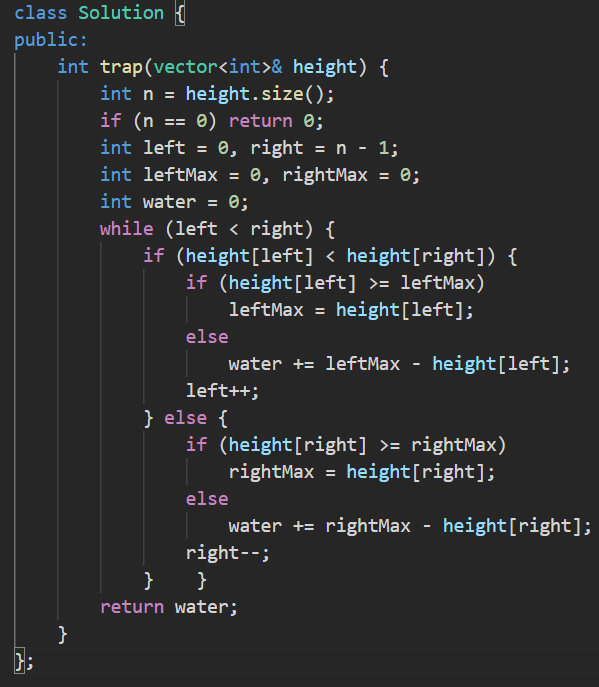 class Solution {
public:
    int trap(vector<int>& height) {
        int n = height.size();
        if (n == 0) return 0;
        int left = 0, right = n - 1;
        int leftMax = 0, rightMax = 0;
        int water = 0;
        while (left < right) {
            if (height[left] < height[right]) {
                if (height[left] >= leftMax)
                    leftMax = height[left];
                else
                    water += leftMax - height[left];
                left++;
            } else {
                if (height[right] >= rightMax)
                    rightMax = height[right];
                else
                    water += rightMax - height[right];
                right--;
            }    }
        return water;
    }
};